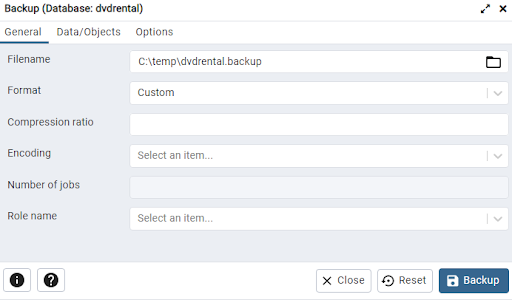 Backup (Database: dvdrental)
General Data/Objects Options
Filename C:\temp\dvdrental.backup
Format Custom
Compression ratio
Encoding Select an item...
Number of jobs
Role name Select an item...
Close Reset Backup